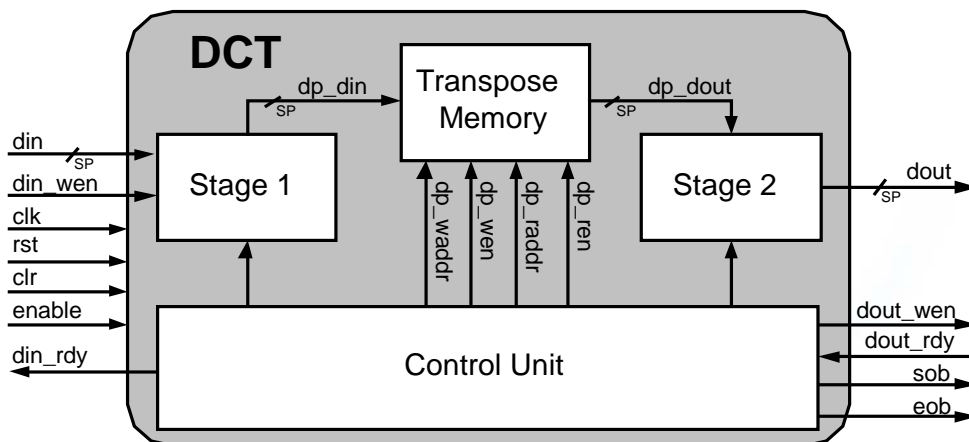 DCT
dp_din
SP
Transpose
Memory
dp_dout
SP
din
SP
din_wen
clk
rst
clr
enable
din_rdy
Stage 1
dp_waddr
dp_wen
dp_raddr
dp_ren
Stage 2
dout
SP
Control Unit
dout_wen
dout_rdy
sob
eob